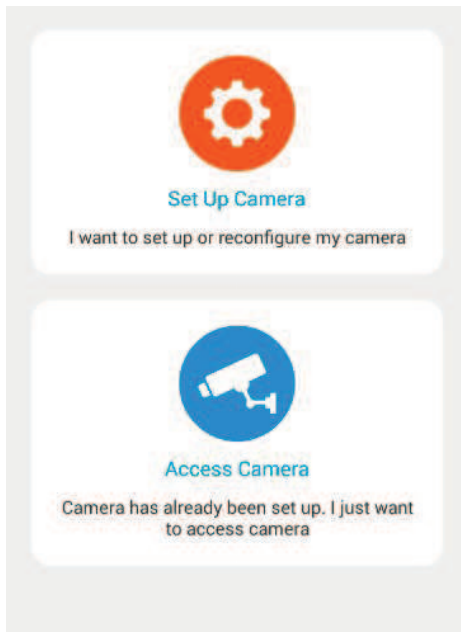 Set Up Camera
I want to set up or reconfigure my camera
Access Camera
Camera has already been set up. I just want
to access camera